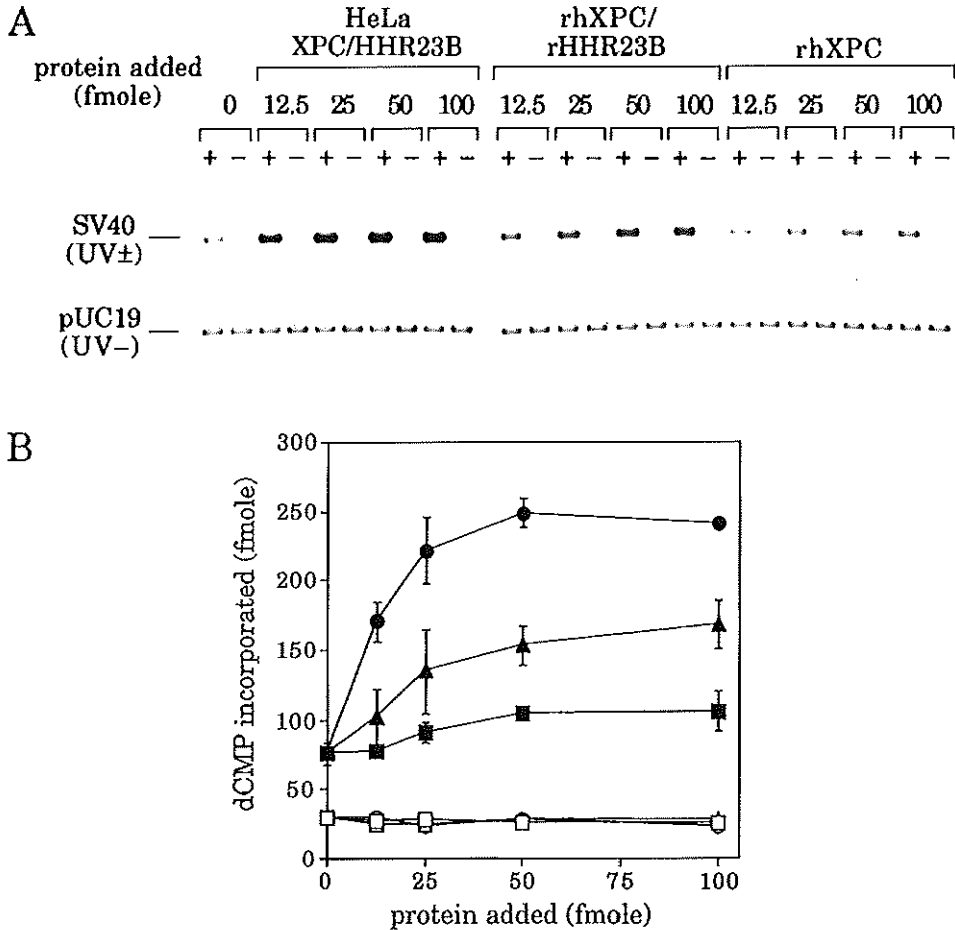 A
HeLa
XPC/HHR23B
rhXPC/
rHHR23B
rhXPC
protein added
(fmole)
0 12.5 25 50 100 12.5 25 50 100 12.5 25 50 100
+ − + − + − + − + − + − + − + − + − + − + − + − + −
SV40
(UV±)
pUC19
(UV−)
B
300
250
200
150
100
50
0
dCMP incorporated (fmole)
0 25 50 75 100
protein added (fmole)